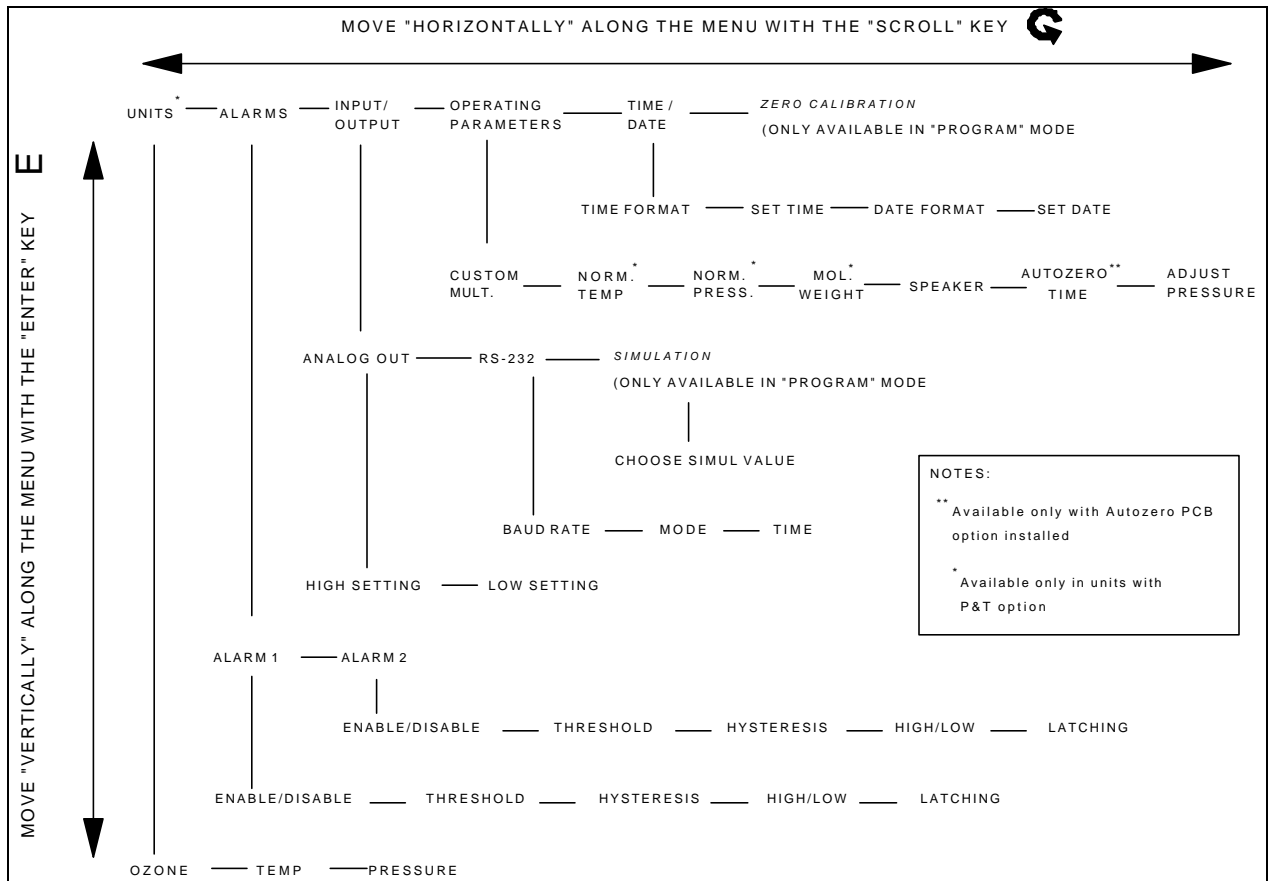 MOVE "HORIZONTALLY" ALONG THE MENU WITH THE "SCROLL" KEY
MOVE "VERTICALLY" ALONG THE MENU WITH THE "ENTER" KEY E
UNITS* ALARMS INPUT/ OPERATING TIME / ZERO CALIBRATION
OUTPUT PARAMETERS DATE (ONLY AVAILABLE IN "PROGRAM" MODE
TIME FORMAT SET TIME DATE FORMAT SET DATE
CUSTOM NORM.* NORM.* MOL.* SPEAKER AUTOZERO** ADJUST
MULT. TEMP PRESS. WEIGHT TIME PRESSURE
ANALOG OUT RS-232 SIMULATION
(ONLY AVAILABLE IN "PROGRAM" MODE
CHOOSE SIMUL VALUE
NOTES:
** Available only with Autozero PCB
option installed
* Available only in units with
P&T option
BAUD RATE MODE TIME
HIGH SETTING LOW SETTING
ALARM 1 ALARM 2
ENABLE/DISABLE THRESHOLD HYSTERESIS HIGH/LOW LATCHING
ENABLE/DISABLE THRESHOLD HYSTERESIS HIGH/LOW LATCHING
OZONE TEMP PRESSURE